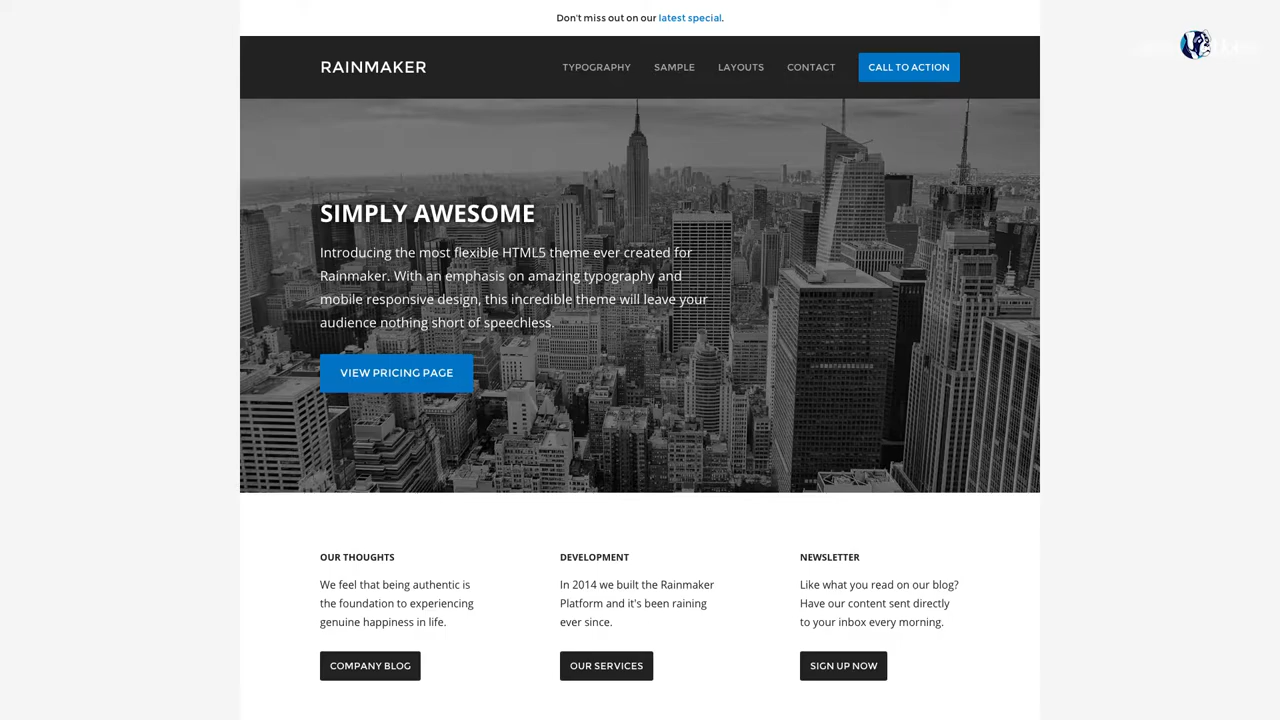 Don't miss out on our latest special.
RAINMAKER
TYPOGRAPHY
SAMPLE
LAYOUTS
CONTACT
CALL TO ACTION
SIMPLY AWESOME
Introducing the most flexible HTML5 theme ever created for
Rainmaker. With an emphasis on amazing typography and
mobile responsive design, this incredible theme will leave your
audience nothing short of speechless.
VIEW PRICING PAGE
OUR THOUGHTS
We feel that being authentic is
the foundation to experiencing
genuine happiness in life.
COMPANY BLOG
DEVELOPMENT
In 2014 we built the Rainmaker
Platform and it's been raining
ever since.
OUR SERVICES
NEWSLETTER
Like what you read on our blog?
Have our content sent directly
to your inbox every morning.
SIGN UP NOW